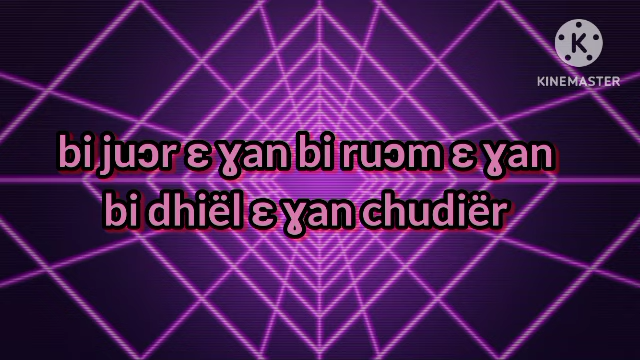 KINEMASTER
bi juɔr ɛ ɣan bi ruɔm ɛ ɣan
bi dhiël ɛ ɣan chudiër